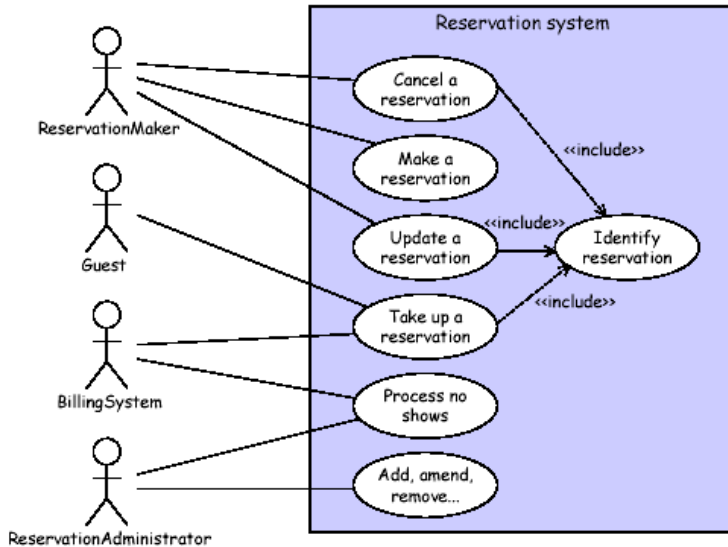 Reservation system
Cancel a
reservation
ReservationMaker
<<include>>
Make a
reservation
<<include>>
Update a
reservation
Identify
reservation
Guest
<<include>>
Take up a
reservation
BillingSystem
Process no
shows
Add, amend,
remove...
ReservationAdministrator